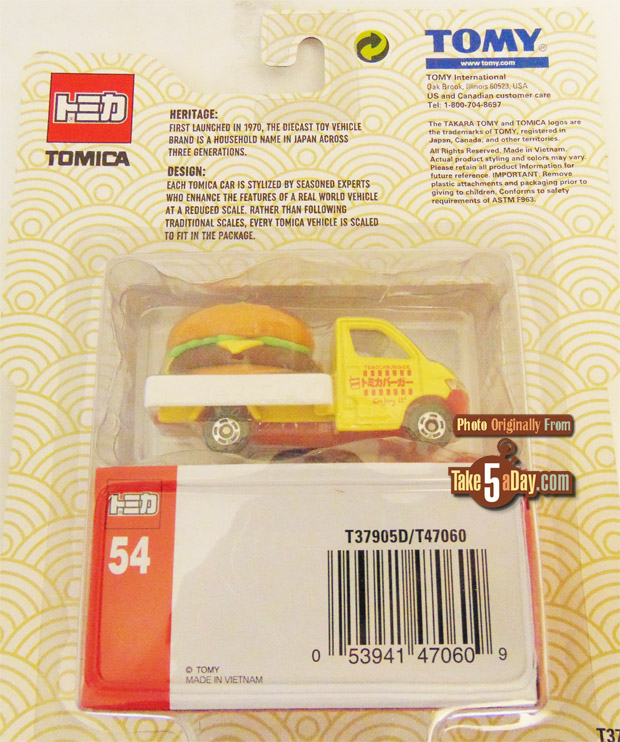 TOMY
www.tomy.com
TOMY International
Oak Brook, Illinois 60523, USA
US and Canadian customer care
Tel: 1-800-704-8697
The TAKARA TOMY and TOMICA logos are
the trademarks of TOMY, registered in
Japan, Canada, and other territories.
All Rights Reserved. Made in Vietnam.
Actual product styling and colors may vary.
Please retain all product information for
future reference. IMPORTANT: Remove
plastic attachments and packaging prior to
giving to children. Conforms to safety
requirements of ASTM F963.
トミカ
TOMICA
HERITAGE:
FIRST LAUNCHED IN 1970, THE DIECAST TOY VEHICLE
BRAND IS A HOUSEHOLD NAME IN JAPAN ACROSS
THREE GENERATIONS.
DESIGN:
EACH TOMICA CAR IS STYLIZED BY SEASONED EXPERTS
WHO ENHANCE THE FEATURES OF A REAL WORLD VEHICLE
AT A REDUCED SCALE. RATHER THAN FOLLOWING
TRADITIONAL SCALES, EVERY TOMICA VEHICLE IS SCALED
TO FIT IN THE PACKAGE.
トミカバーガー
Photo Originally From
Take 5 aDay.com
トミカ
54
T37905D/T47060
0 53941 47060 9
© TOMY
MADE IN VIETNAM
T37